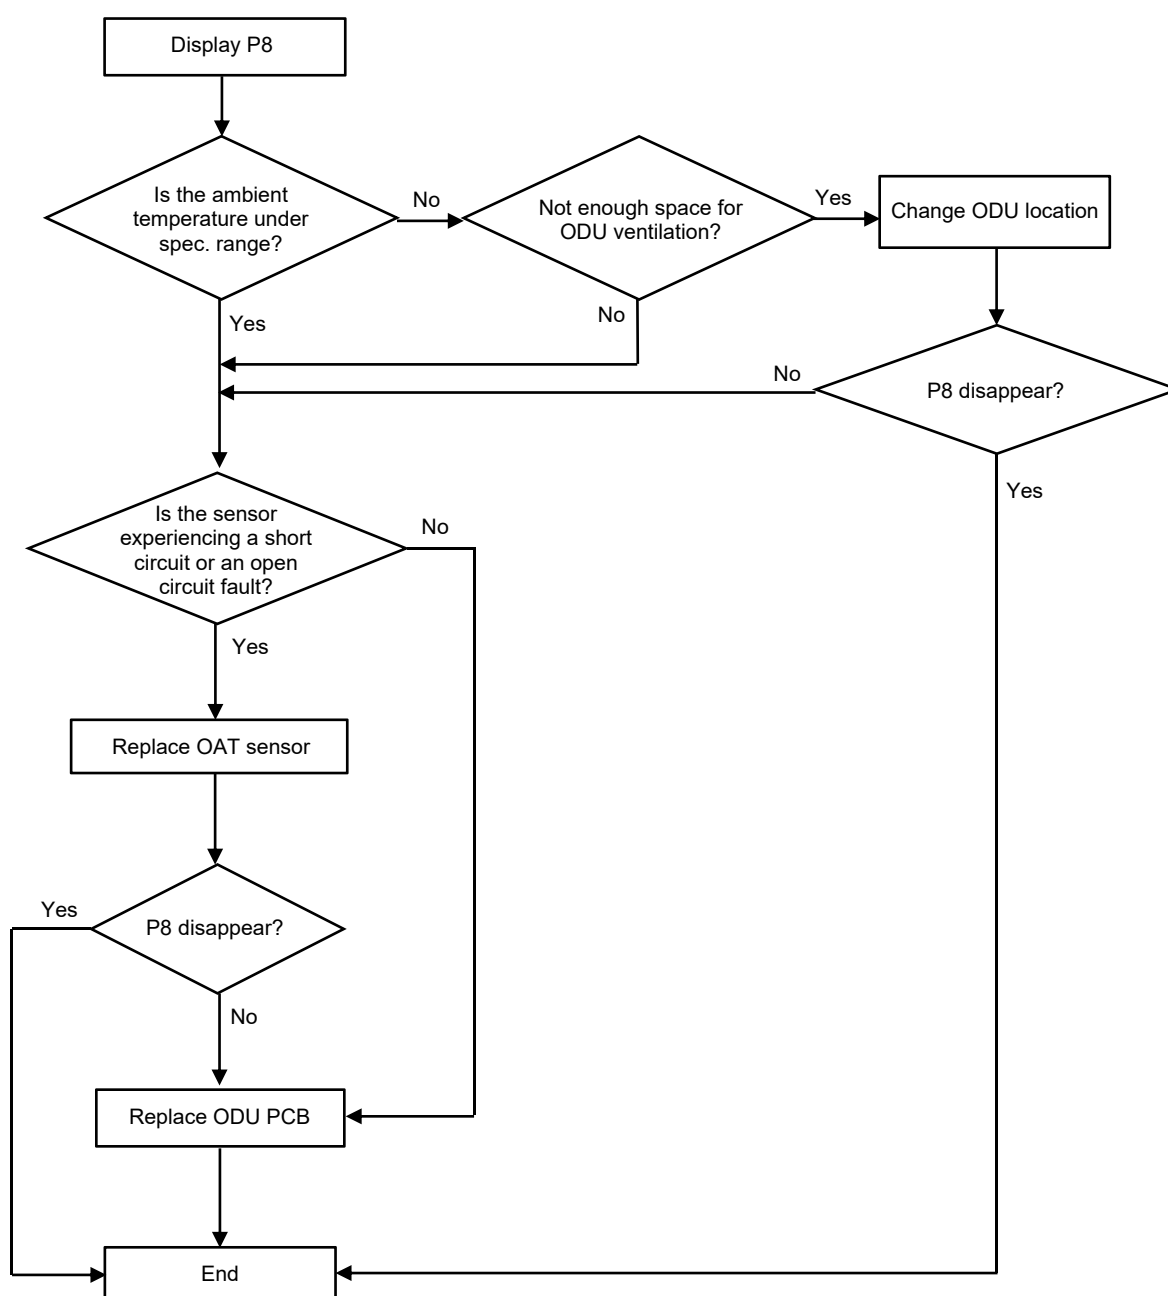 Display P8
Is the ambient
temperature under
spec. range?
No
Not enough space for
ODU ventilation?
Yes
Change ODU location
Yes
No
No
P8 disappear?
Yes
Is the sensor
experiencing a short
circuit or an open
circuit fault?
No
Yes
Replace OAT sensor
Yes
P8 disappear?
No
Replace ODU PCB
End